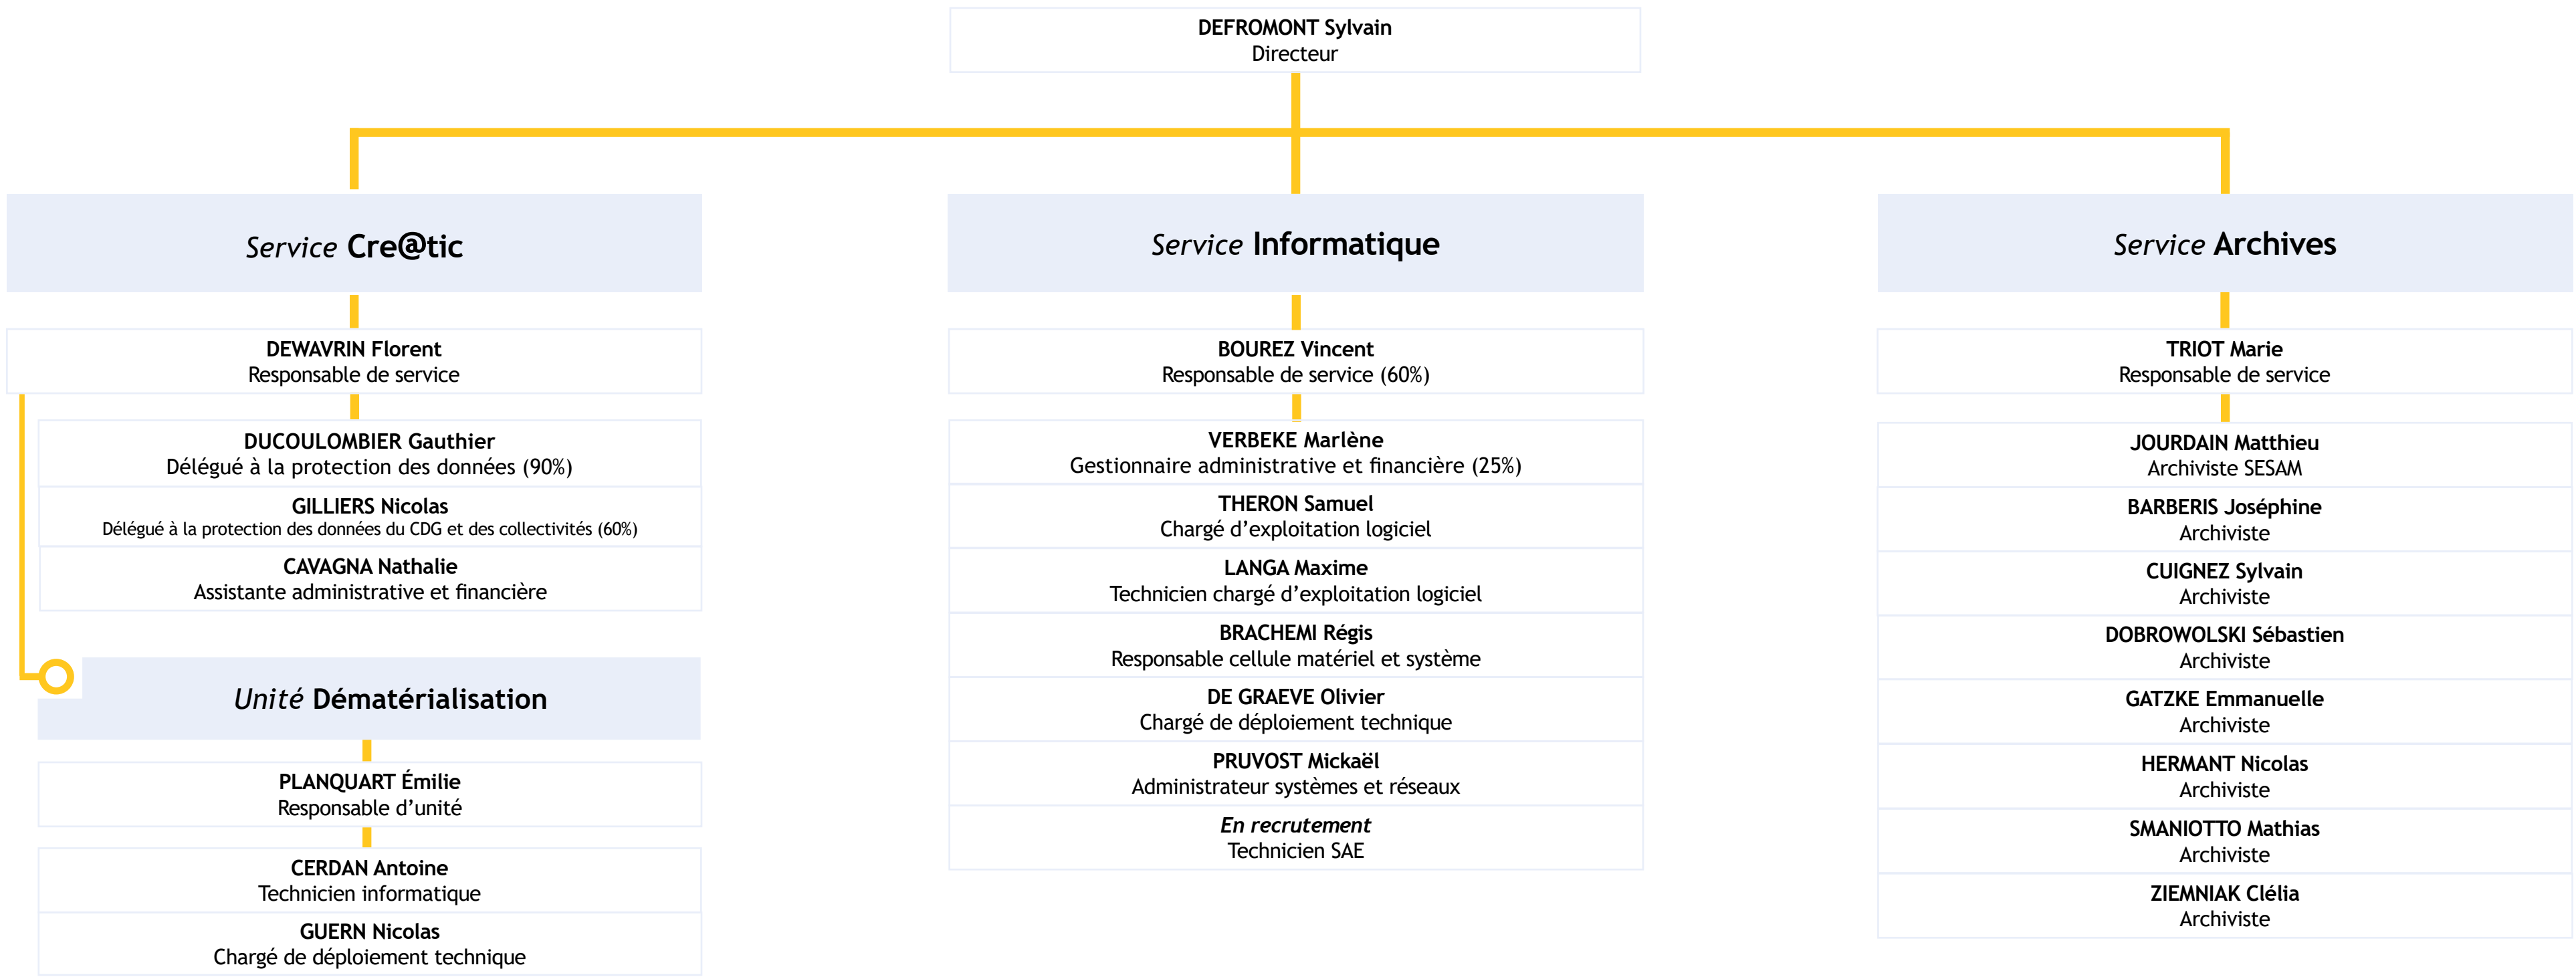 DEFROMONT Sylvain
Directeur
Service Cre@tic
DEWAVRIN Florent
Responsable de service
DUCOULOMBIER Gauthier
Délégué à la protection des données (90%)
GILLIERS Nicolas
Délégué à la protection des données du CDG et des collectivités (60%)
CAVAGNA Nathalie
Assistante administrative et financière
Unité Dématérialisation
PLANQUART Émilie
Responsable d’unité
CERDAN Antoine
Technicien informatique
GUERN Nicolas
Chargé de déploiement technique
Service Informatique
BOUREZ Vincent
Responsable de service (60%)
VERBEKE Marlène
Gestionnaire administrative et financière (25%)
THERON Samuel
Chargé d’exploitation logiciel
LANGA Maxime
Technicien chargé d’exploitation logiciel
BRACHEMI Régis
Responsable cellule matériel et système
DE GRAEVE Olivier
Chargé de déploiement technique
PRUVOST Mickaël
Administrateur systèmes et réseaux
En recrutement
Technicien SAE
Service Archives
TRIOT Marie
Responsable de service
JOURDAIN Matthieu
Archiviste SESAM
BARBERIS Joséphine
Archiviste
CUIGNEZ Sylvain
Archiviste
DOBROWOLSKI Sébastien
Archiviste
GATZKE Emmanuelle
Archiviste
HERMANT Nicolas
Archiviste
SMANIOTTO Mathias
Archiviste
ZIEMNIAK Clélia
Archiviste